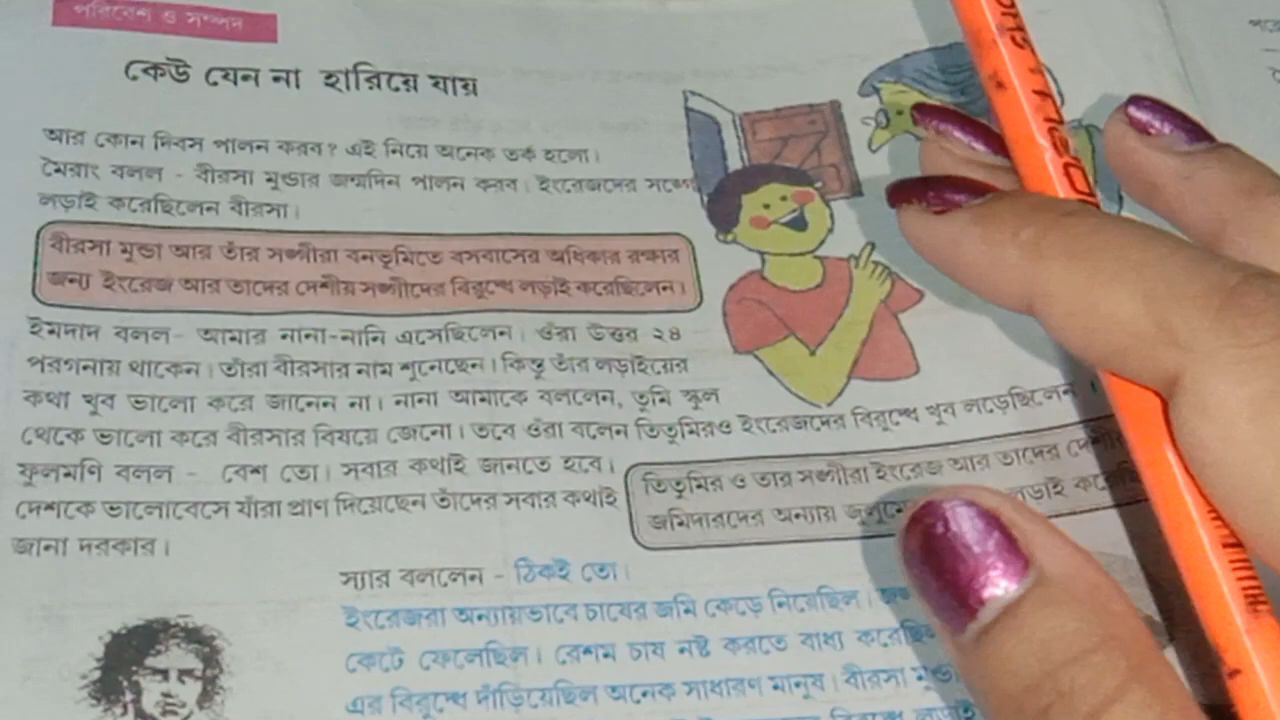 পরিবেশ ও সম্পদ
কেউ যেন না হারিয়ে যায়
আর কোন দিবস পালন করব? এই নিয়ে অনেক তর্ক হলো।
মৈরাং বলল - বীরসা মুন্ডার জন্মদিন পালন করব। ইংরেজদের সঙ্গে
লড়াই করেছিলেন বীরসা।
বীরসা মুন্ডা আর তাঁর সঙ্গীরা বনভূমিতে বসবাসের অধিকার রক্ষার
জন্য ইংরেজ আর তাদের দেশীয় সঙ্গীদের বিরুদ্ধে লড়াই করেছিলেন।
ইমদাদ বলল- আমার নানা-নানি এসেছিলেন। ওঁরা উত্তর ২৪
পরগনায় থাকেন। তাঁরা বীরসার নাম শুনেছেন। কিন্তু তাঁর লড়াইয়ের
কথা খুব ভালো করে জানেন না। নানা আমাকে বললেন, তুমি স্কুল
থেকে ভালো করে বীরসার বিষয়ে জেনো। তবে ওঁরা বলেন তিতুমিরও ইংরেজদের বিরুদ্ধে খুব লড়েছিলেন।
ফুলমণি বলল - বেশ তো। সবার কথাই জানতে হবে।
দেশকে ভালোবেসে যাঁরা প্রাণ দিয়েছেন তাঁদের সবার কথাই
জানা দরকার।
তিতুমির ও তার সঙ্গীরা ইংরেজ আর তাদের
জমিদারদের অন্যায় লড়াই
স্যার বললেন - ঠিকই তো।
ইংরেজরা অন্যায়ভাবে চাষের জমি কেড়ে নিয়েছিল।
কেটে ফেলেছিল। রেশম চাষ নষ্ট করতে বাধ্য
এর বিরুদ্ধে দাঁড়িয়েছিল অনেক সাধারণ মানুষ। বীরসা